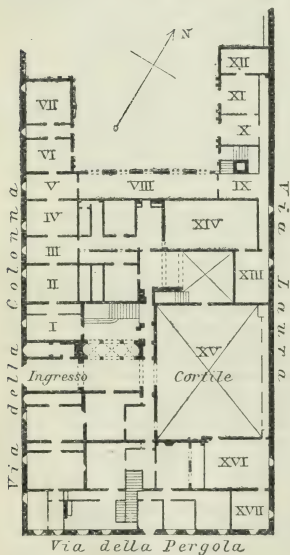 N
XII
VII
XI
VI
X
V
VIII
IX
IV
XIV
III
II
XIII
I
XV
Ingresso
Cortile
XVI
XVII
Via della Colonna
Via Laura
Via della Pergola